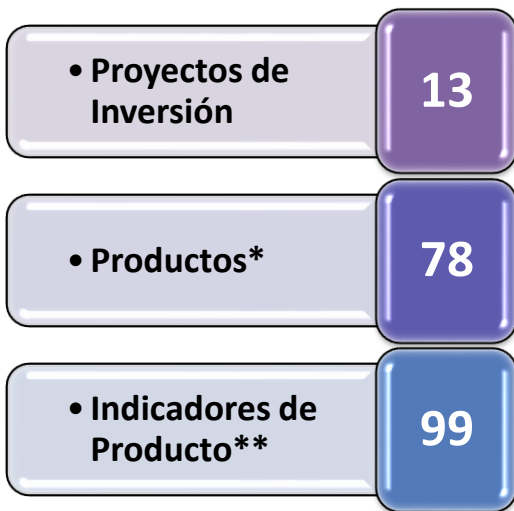 • Proyectos de
Inversión
13
• Productos*
78
• Indicadores de
Producto**
99